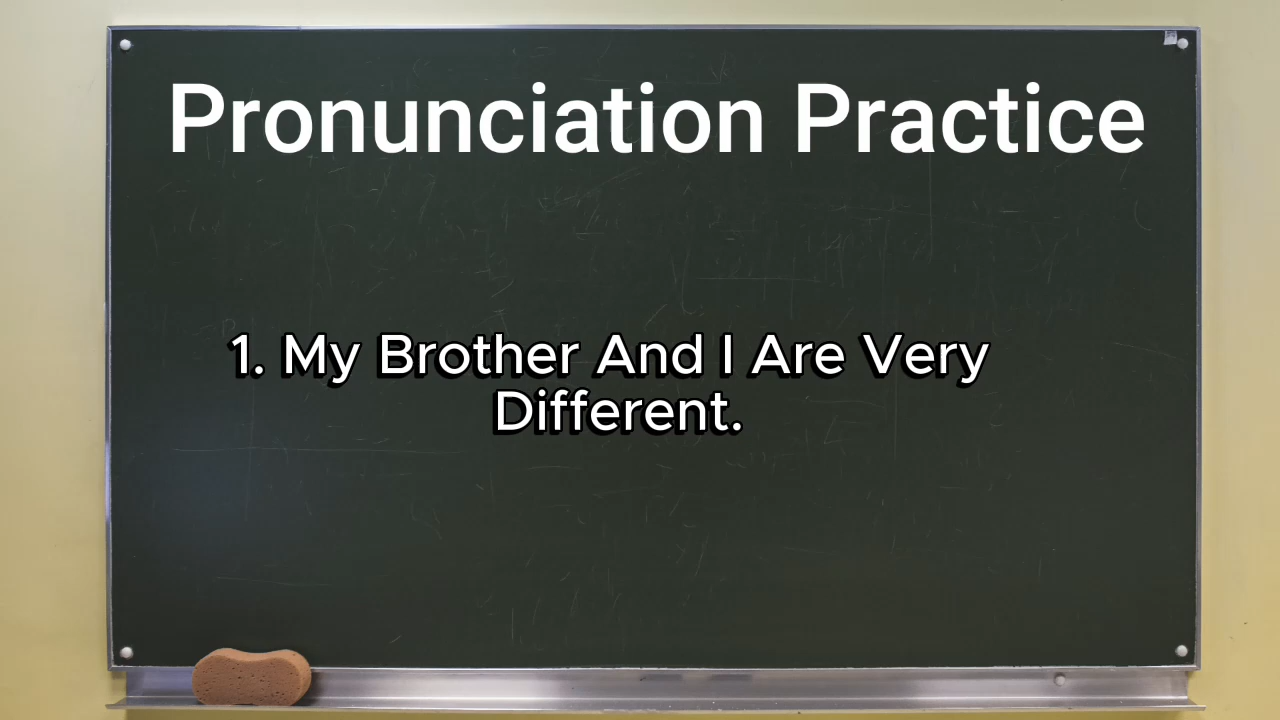 Pronunciation Practice
1. My Brother And I Are Very
Different.